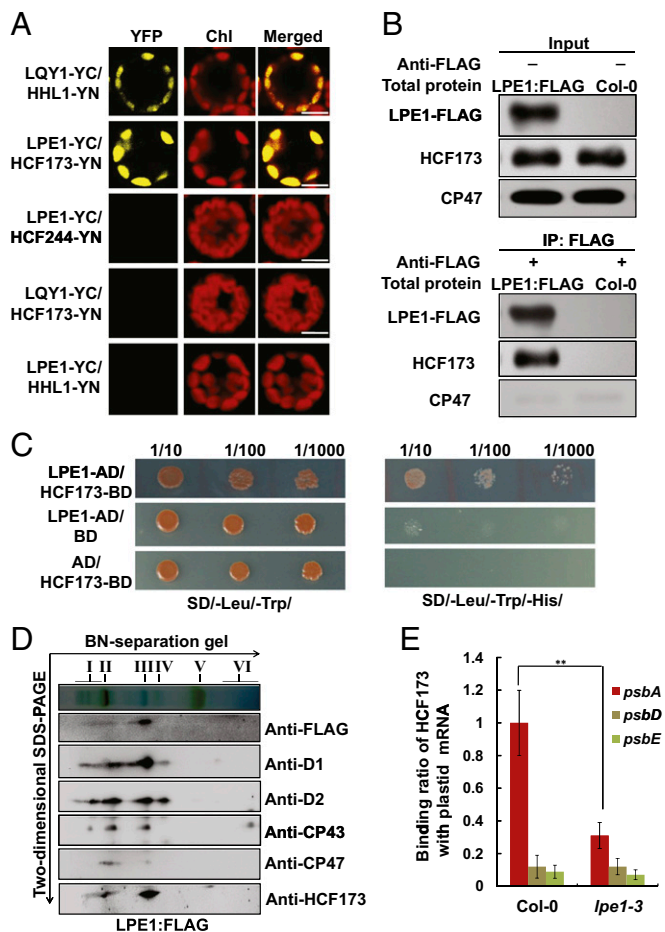 A
YFP Chl Merged
LQY1-YC/
HHL1-YN
LPE1-YC/
HCF173-YN
LPE1-YC/
HCF244-YN
LQY1-YC/
HCF173-YN
LPE1-YC/
HHL1-YN
B
Input
Anti-FLAG – –
Total protein LPE1:FLAG Col-0
LPE1-FLAG
HCF173
CP47
IP: FLAG
Anti-FLAG + +
Total protein LPE1:FLAG Col-0
LPE1-FLAG
HCF173
CP47
C
1/10 1/100 1/1000 1/10 1/100 1/1000
LPE1-AD/
HCF173-BD
LPE1-AD/
BD
AD/
HCF173-BD
SD/-Leu/-Trp/ SD/-Leu/-Trp/-His/
D
BN-separation gel
I II III IV V VI
Two-dimensional SDS-PAGE
Anti-FLAG
Anti-D1
Anti-D2
Anti-CP43
Anti-CP47
Anti-HCF173
LPE1:FLAG
E
Binding ratio of HCF173
with plastid mRNA
1.4
1.2
1
0.8
0.6
0.4
0.2
0
**
psbA
psbD
psbE
Col-0 lpe1-3